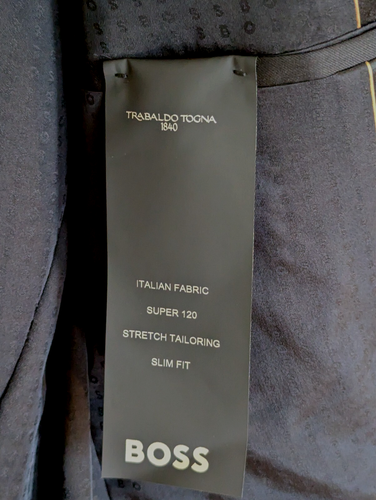 TRABALDO TOGNA
1840
ITALIAN FABRIC
SUPER 120
STRETCH TAILORING
SLIM FIT
BOSS